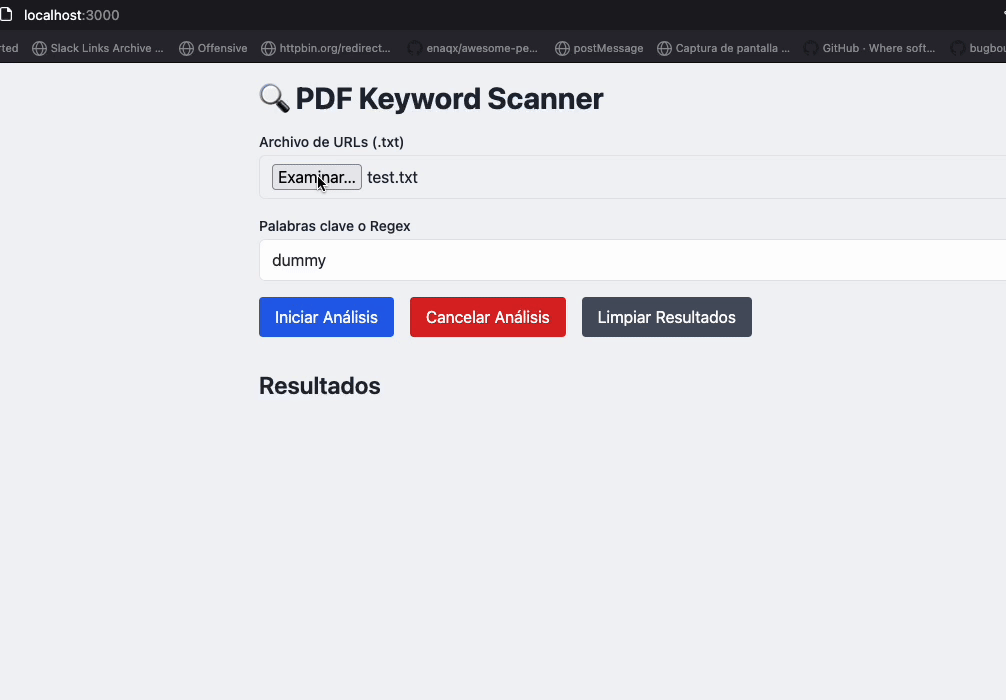 localhost:3000
rted Slack Links Archive ... Offensive httpbin.org/redirect... enaqx/awesome-pe... postMessage Captura de pantalla ... GitHub · Where soft... bugbou
PDF Keyword Scanner
Archivo de URLs (.txt)
Examinar... test.txt
Palabras clave o Regex
dummy
Iniciar Análisis Cancelar Análisis Limpiar Resultados
Resultados